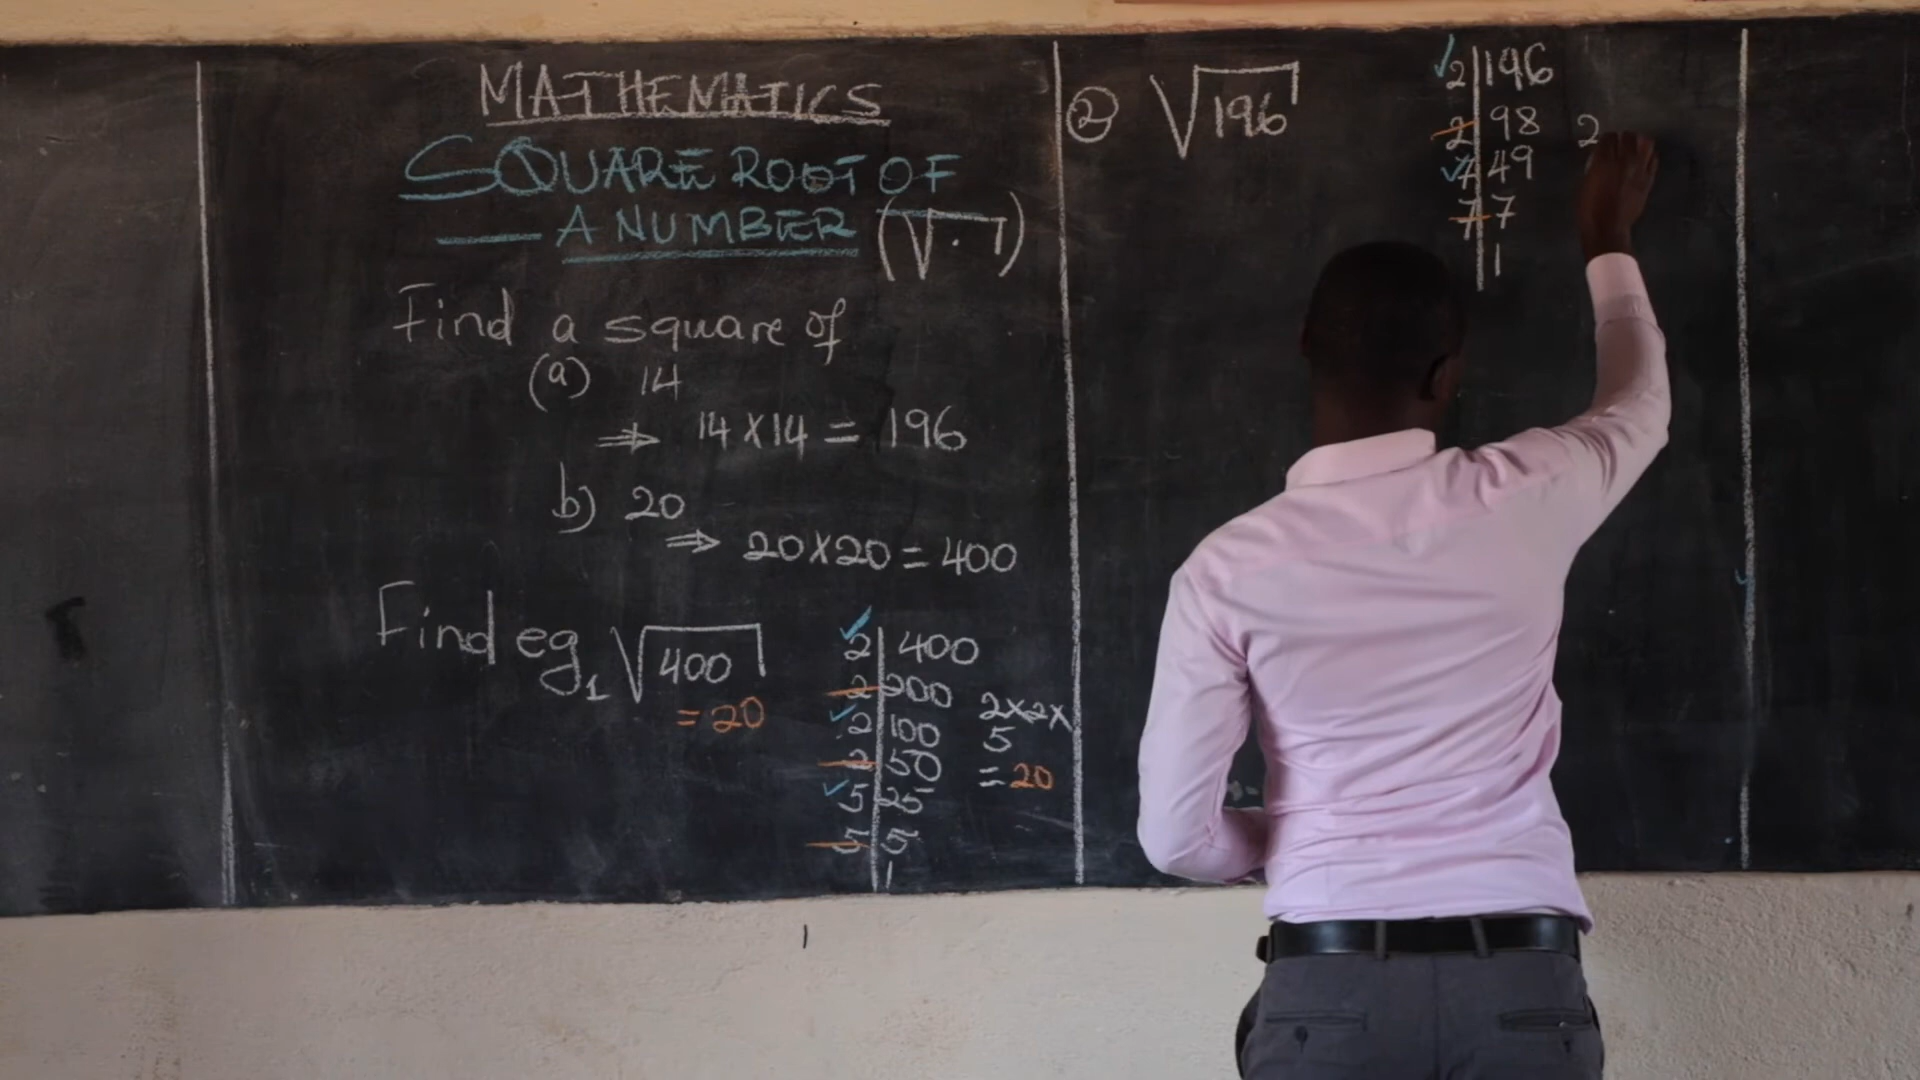 MATHEMATICS
SQUARE ROOT OF
— A NUMBER (√·)
Find a square of
(a) 14
⇒ 14×14 = 196
b) 20
⇒ 20×20 = 400
Find eg1 √400
= 20
2|400
2|200
2|100
2|50
5|25
5|5
1
2×2×
5
= 20
② √196
2|196
2|98
7|49
7|7
1
2